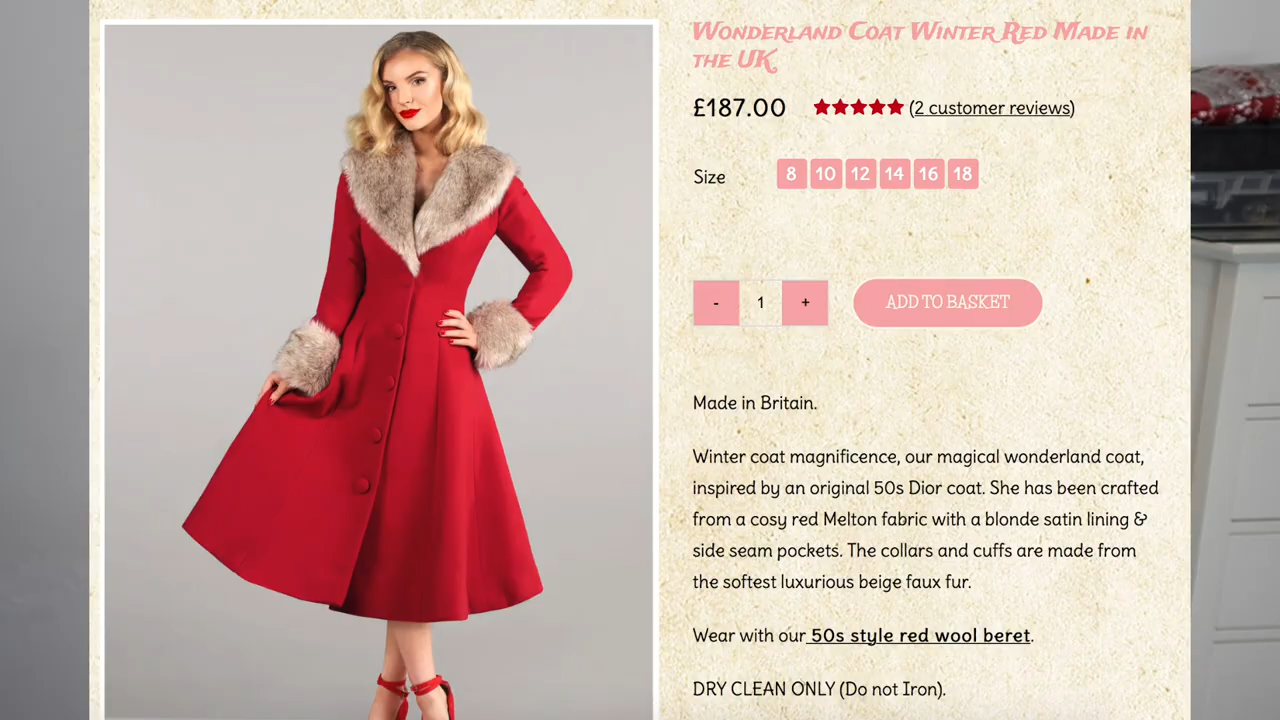 Wonderland Coat Winter Red Made in
the UK
£187.00 (2 customer reviews)
Size 8 10 12 14 16 18
- 1 + ADD TO BASKET
Made in Britain.
Winter coat magnificence, our magical wonderland coat,
inspired by an original 50s Dior coat. She has been crafted
from a cosy red Melton fabric with a blonde satin lining &
side seam pockets. The collars and cuffs are made from
the softest luxurious beige faux fur.
Wear with our 50s style red wool beret.
DRY CLEAN ONLY (Do not Iron).